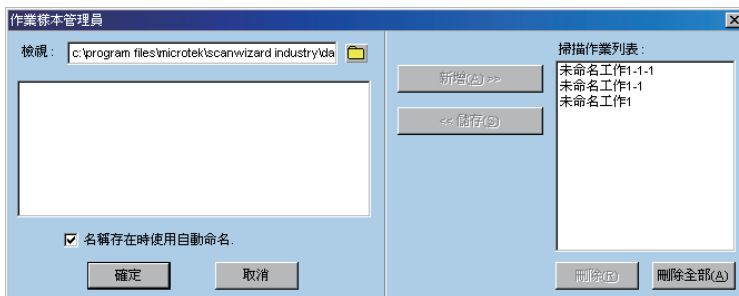 作業樣本管理員
檢視:
c:\program files\microtek\scanwizard industry\da
名稱存在時使用自動命名.
確定
取消
新增(A) >>
<< 儲存(S)
掃描作業列表:
未命名工作1-1-1
未命名工作1-1
未命名工作1
刪除(R)
刪除全部(A)